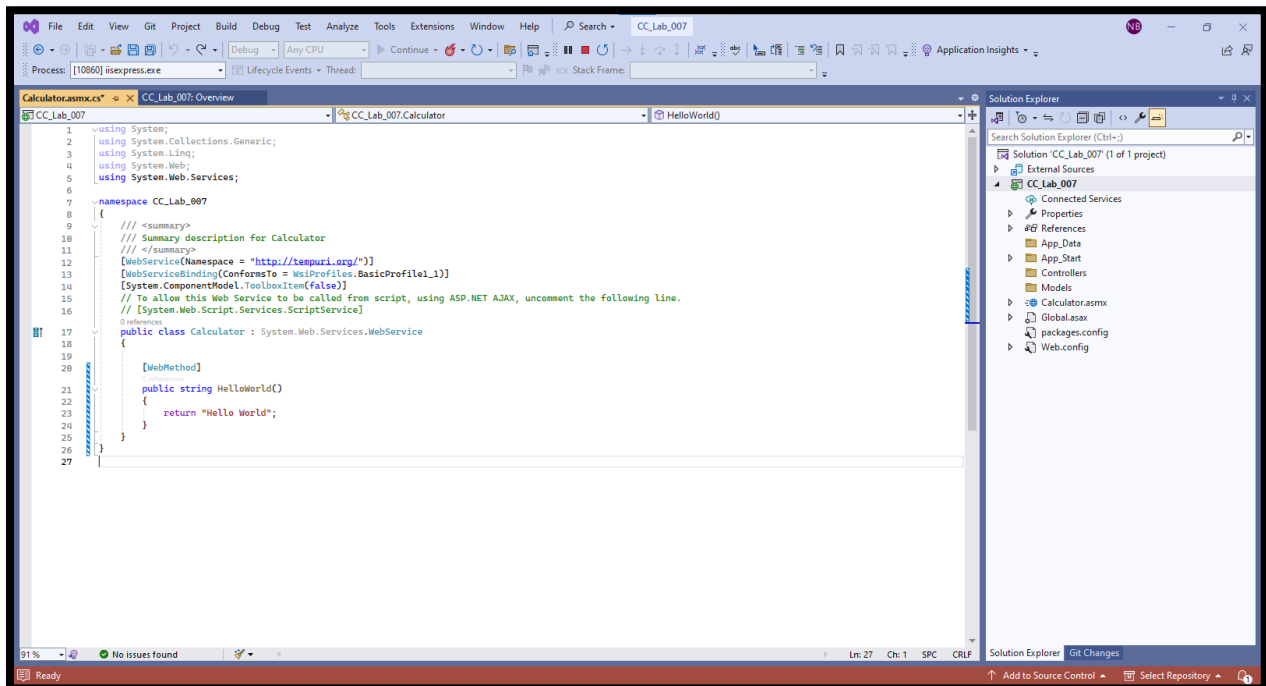 File Edit View Git Project Build Debug Test Analyze Tools Extensions Window Help Search CC_Lab_007 NB
Debug Any CPU Continue Application Insights
Process: [10860] iisexpress.exe Lifecycle Events Thread: Stack Frame:
Calculator.asmx.cs* CC_Lab_007: Overview
CC_Lab_007 CC_Lab_007.Calculator HelloWorld()
1 using System;
2 using System.Collections.Generic;
3 using System.Linq;
4 using System.Web;
5 using System.Web.Services;
6
7 namespace CC_Lab_007
8 {
9 /// <summary>
10 /// Summary description for Calculator
11 /// </summary>
12 [WebService(Namespace = "http://tempuri.org/")]
13 [WebServiceBinding(ConformsTo = WsiProfiles.BasicProfile1_1)]
14 [System.ComponentModel.ToolboxItem(false)]
15 // To allow this Web Service to be called from script, using ASP.NET AJAX, uncomment the following line.
16 // [System.Web.Script.Services.ScriptService]
0 references
17 public class Calculator : System.Web.Services.WebService
18 {
19
20 [WebMethod]
0 references
21 public string HelloWorld()
22 {
23 return "Hello World";
24 }
25 }
26 }
27
91 % No issues found Ln: 27 Ch: 1 SPC CRLF
Solution Explorer
Search Solution Explorer (Ctrl+;)
Solution 'CC_Lab_007' (1 of 1 project)
External Sources
CC_Lab_007
Connected Services
Properties
References
App_Data
App_Start
Controllers
Models
Calculator.asmx
Global.asax
packages.config
Web.config
Solution Explorer Git Changes
Ready Add to Source Control Select Repository 1